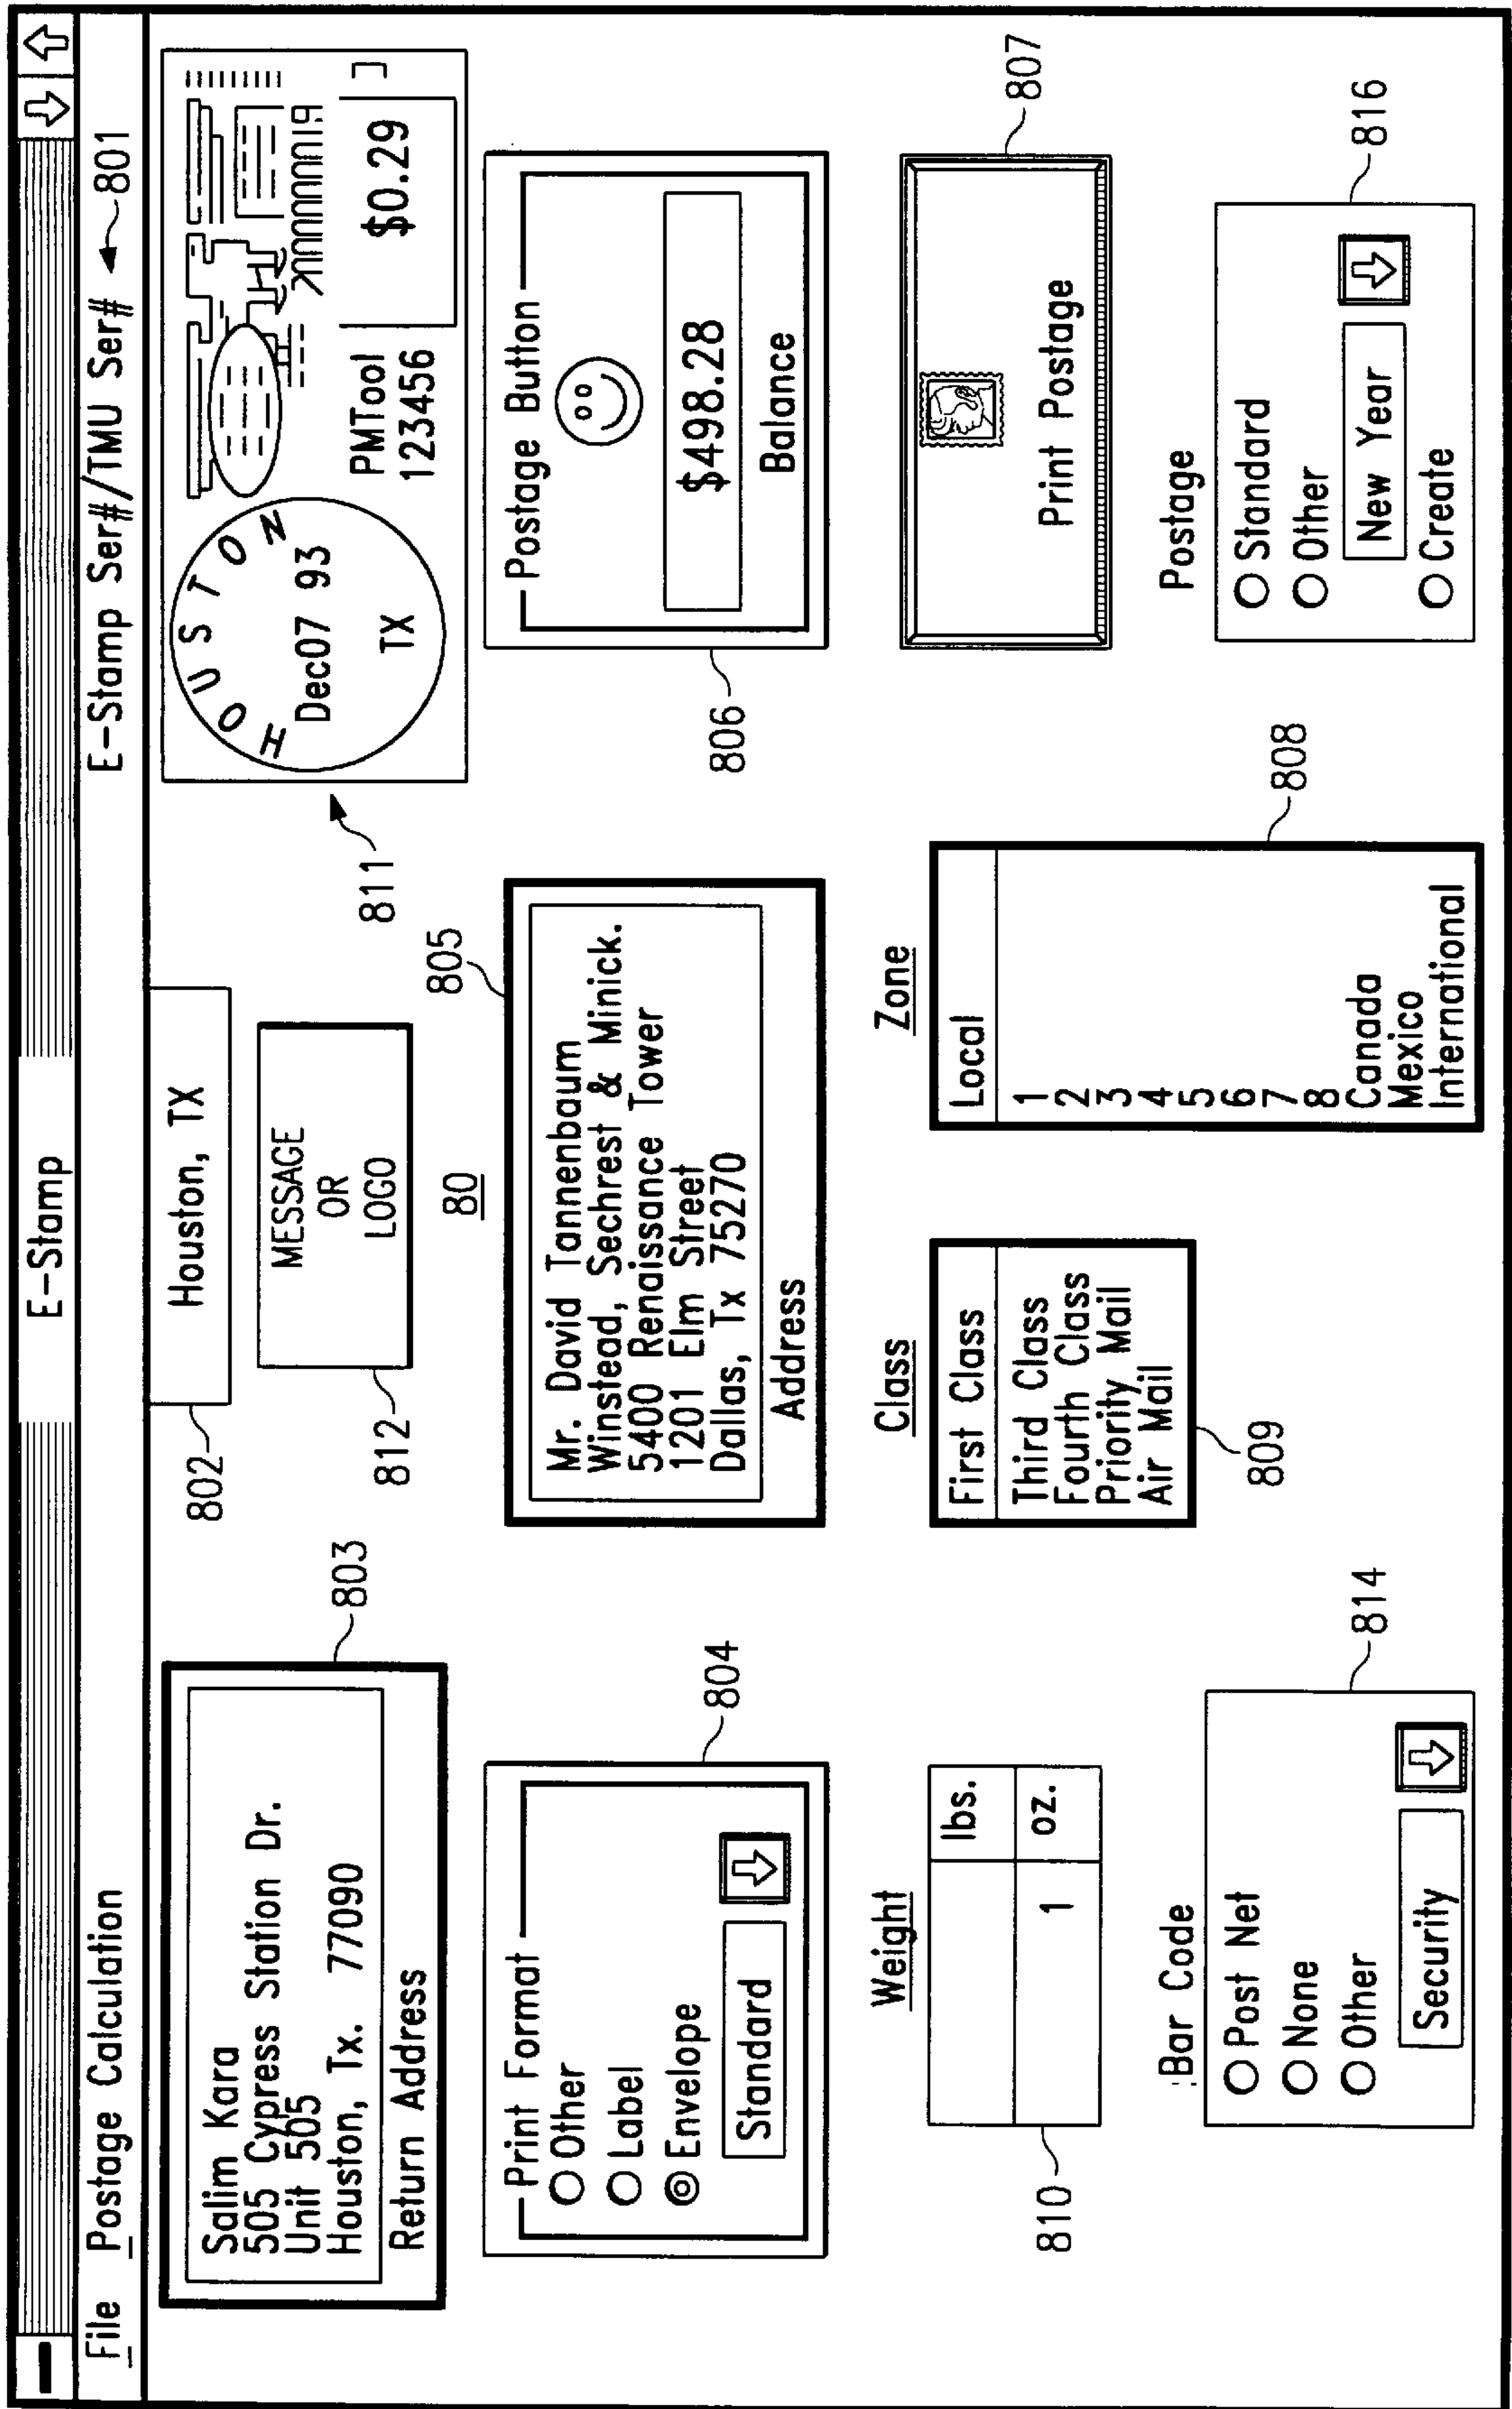 E-Stamp
File Postage Calculation
E-Stamp Ser#/TMU Ser# 801
Salim Kara
505 Cypress Station Dr.
Unit 505
Houston, Tx. 77090
Return Address
803
802
Houston, TX
812
MESSAGE
OR
LOGO
80
811
HOUSTON
Dec07 93
TX
PMTool
123456
$0.29
Print Format
Other
Label
Envelope
Standard
804
805
Mr. David Tannenbaum
Winstead, Sechrest & Minick.
5400 Renaissance Tower
1201 Elm Street
Dallas, Tx 75270
Address
806
Postage Button
$498.28
Balance
Weight
lbs.
1 oz.
810
Class
First Class
Third Class
Fourth Class
Priority Mail
Air Mail
809
Zone
Local
1
2
3
4
5
6
7
8
Canada
Mexico
International
808
Print Postage
807
Bar Code
Post Net
None
Other
Security
814
Postage
Standard
Other
New Year
Create
816